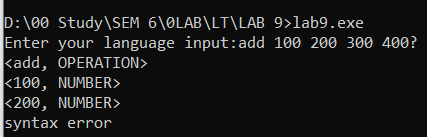 D:\00 Study\SEM 6\0LAB\LT\LAB 9>lab9.exe
Enter your language input:add 100 200 300 400?
<add, OPERATION>
<100, NUMBER>
<200, NUMBER>
syntax error